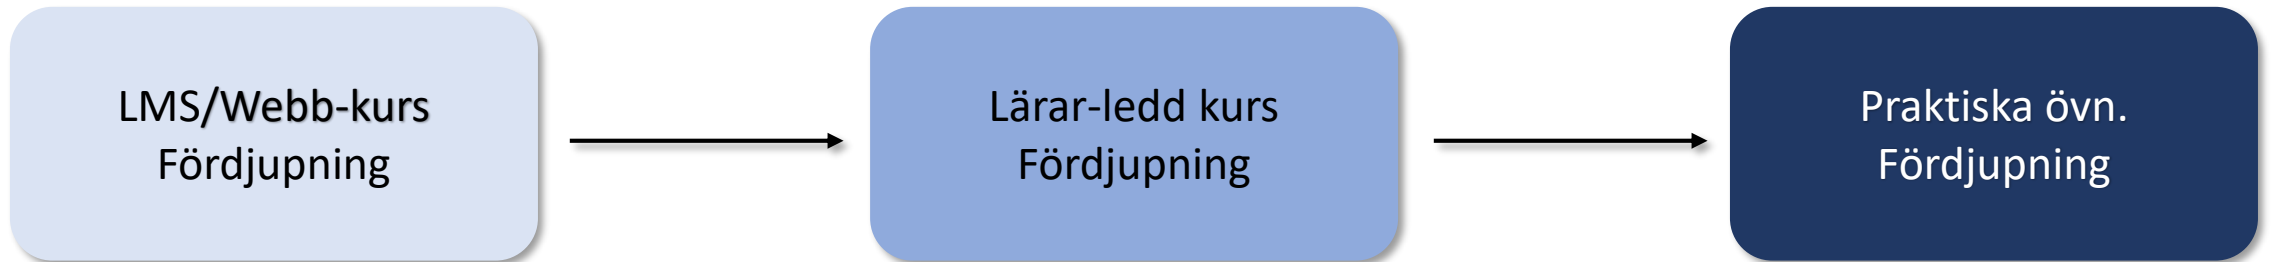 LMS/Webb-kurs
Fördjupning
Lärar-ledd kurs
Fördjupning
Praktiska övn.
Fördjupning